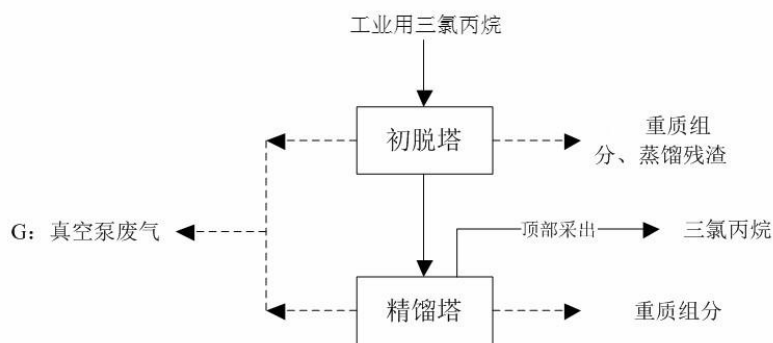 工业用三氯丙烷
初脱塔
重质组
分、蒸馏残渣
G：真空泵废气
顶部采出
三氯丙烷
精馏塔
重质组分